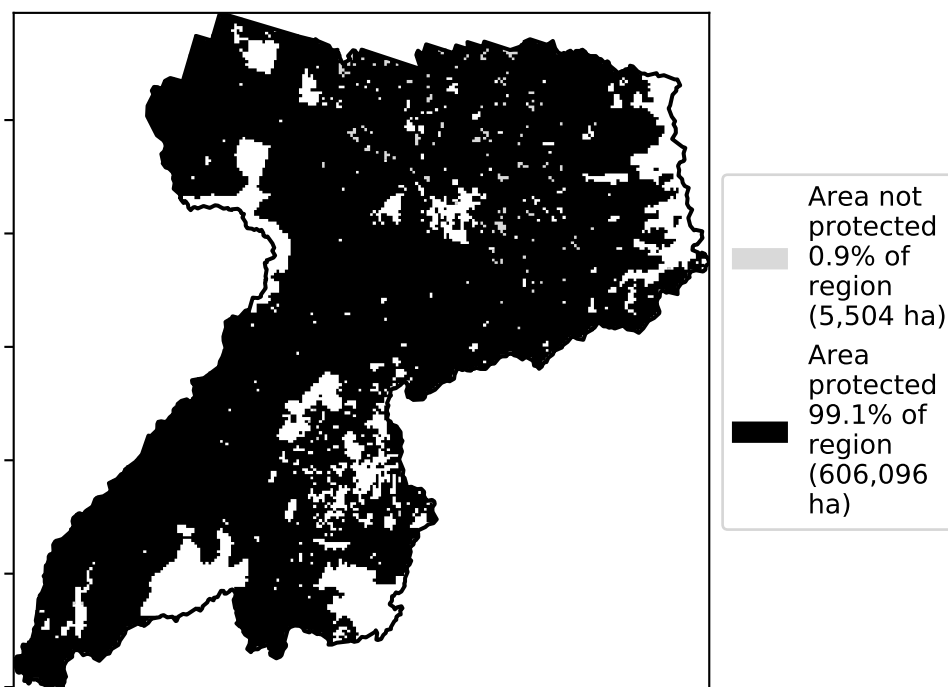 Area not
protected
0.9% of
region
(5,504 ha)
Area
protected
99.1% of
region
(606,096
ha)